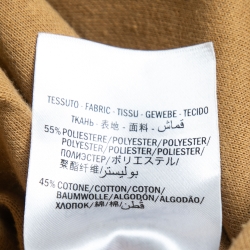 TESSUTO - FABRIC - TISSU - GEWEBE - TECIDO
ТКАНЬ - 表地 - 面料 - قماش
55% POLIESTERE/POLYESTER/POLYESTER/
POLYESTER/POLIÉSTER/POLYESTER/
ПОЛИЭСТЕР/ポリエステル/
聚酯纤维/بوليستر/
45% COTONE/COTTON/COTON/
BAUMWOLLE/ALGODÓN/ALGODÃO/
ХЛОПОК/綿/棉/قطن/